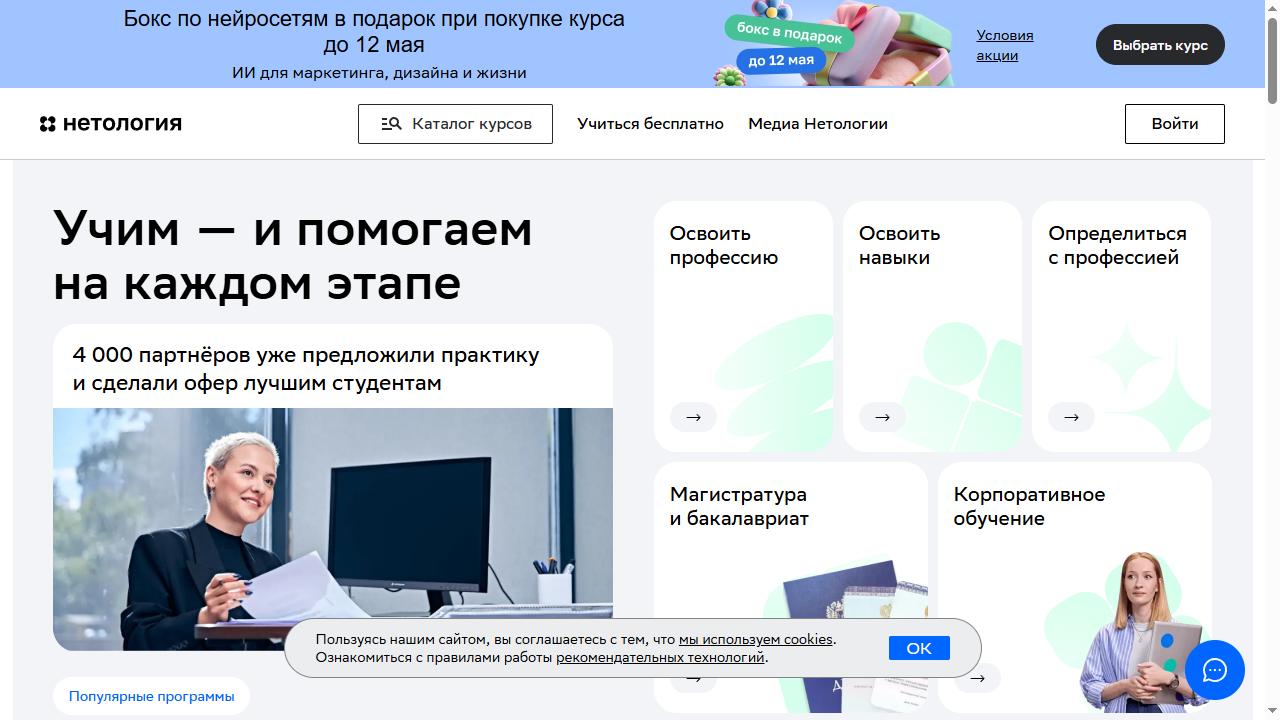 Бокс по нейросетям в подарок при покупке курса
до 12 мая
ИИ для маркетинга, дизайна и жизни
бокс в подарок
до 12 мая
Условия
акции
Выбрать курс
нетология
Каталог курсов
Учиться бесплатно
Медиа Нетологии
Войти
Учим — и помогаем
на каждом этапе
4 000 партнёров уже предложили практику
и сделали офер лучшим студентам
Освоить
профессию
Освоить
навыки
Определиться
с профессией
Магистратура
и бакалавриат
Корпоративное
обучение
Пользуясь нашим сайтом, вы соглашаетесь с тем, что мы используем cookies.
Ознакомиться с правилами работы рекомендательных технологий.
OK
Популярные программы